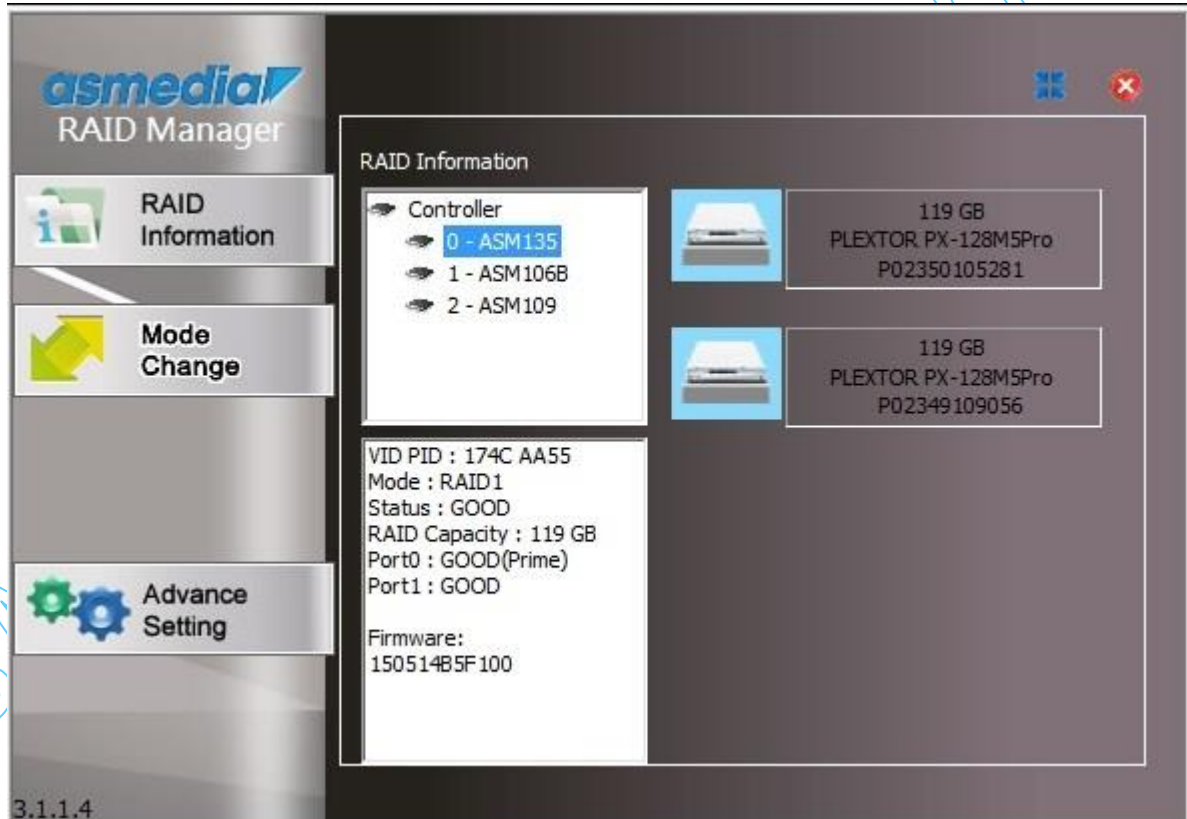 asmedia
RAID Manager
RAID
Information
Mode
Change
Advance
Setting
3.1.1.4
RAID Information
Controller
0 - ASM135
1 - ASM106B
2 - ASM109
VID PID : 174C AA55
Mode : RAID1
Status : GOOD
RAID Capacity : 119 GB
Port0 : GOOD(Prime)
Port1 : GOOD
Firmware:
150514B5F100
119 GB
PLEXTOR PX-128M5Pro
P02350105281
119 GB
PLEXTOR PX-128M5Pro
P02349109056